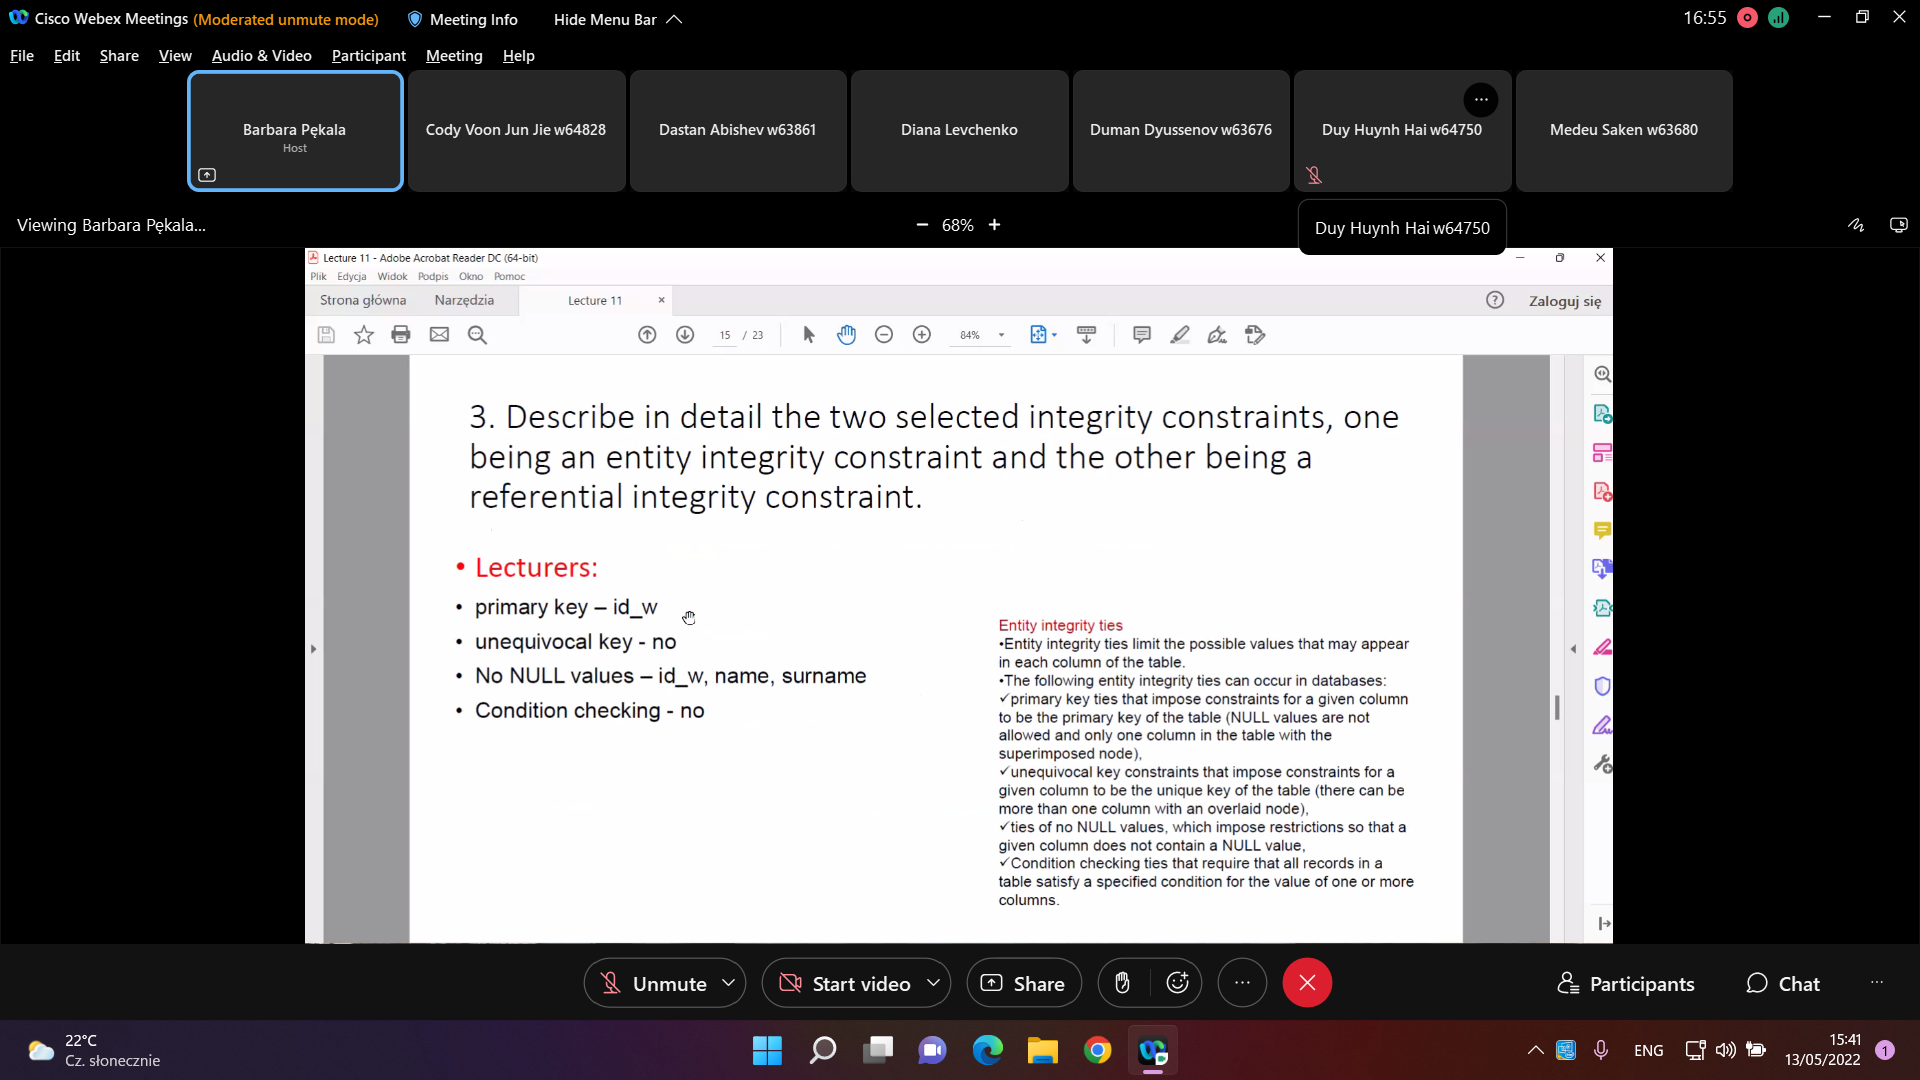 Cisco Webex Meetings (Moderated unmute mode) Meeting Info Hide Menu Bar 16:55
File Edit Share View Audio & Video Participant Meeting Help
Barbara Pękala
Host
Cody Voon Jun Jie w64828
Dastan Abishev w63861
Diana Levchenko
Duman Dyussenov w63676
Duy Huynh Hai w64750
Medeu Saken w63680
Viewing Barbara Pękala...
68%
Duy Huynh Hai w64750
Lecture 11 - Adobe Acrobat Reader DC (64-bit)
Plik Edycja Widok Podpis Okno Pomoc
Strona główna Narzędzia Lecture 11 Zaloguj się
15 / 23 84%
3. Describe in detail the two selected integrity constraints, one
being an entity integrity constraint and the other being a
referential integrity constraint.
• Lecturers:
• primary key – id_w
• unequivocal key - no
• No NULL values – id_w, name, surname
• Condition checking - no
Entity integrity ties
•Entity integrity ties limit the possible values that may appear
in each column of the table.
•The following entity integrity ties can occur in databases:
✓primary key ties that impose constraints for a given column
to be the primary key of the table (NULL values are not
allowed and only one column in the table with the
superimposed node),
✓unequivocal key constraints that impose constraints for a
given column to be the unique key of the table (there can be
more than one column with an overlaid node),
✓ties of no NULL values, which impose restrictions so that a
given column does not contain a NULL value,
✓Condition checking ties that require that all records in a
table satisfy a specified condition for the value of one or more
columns.
Unmute Start video Share Participants Chat
22°C
Cz. słonecznie
ENG
15:41
13/05/2022
1